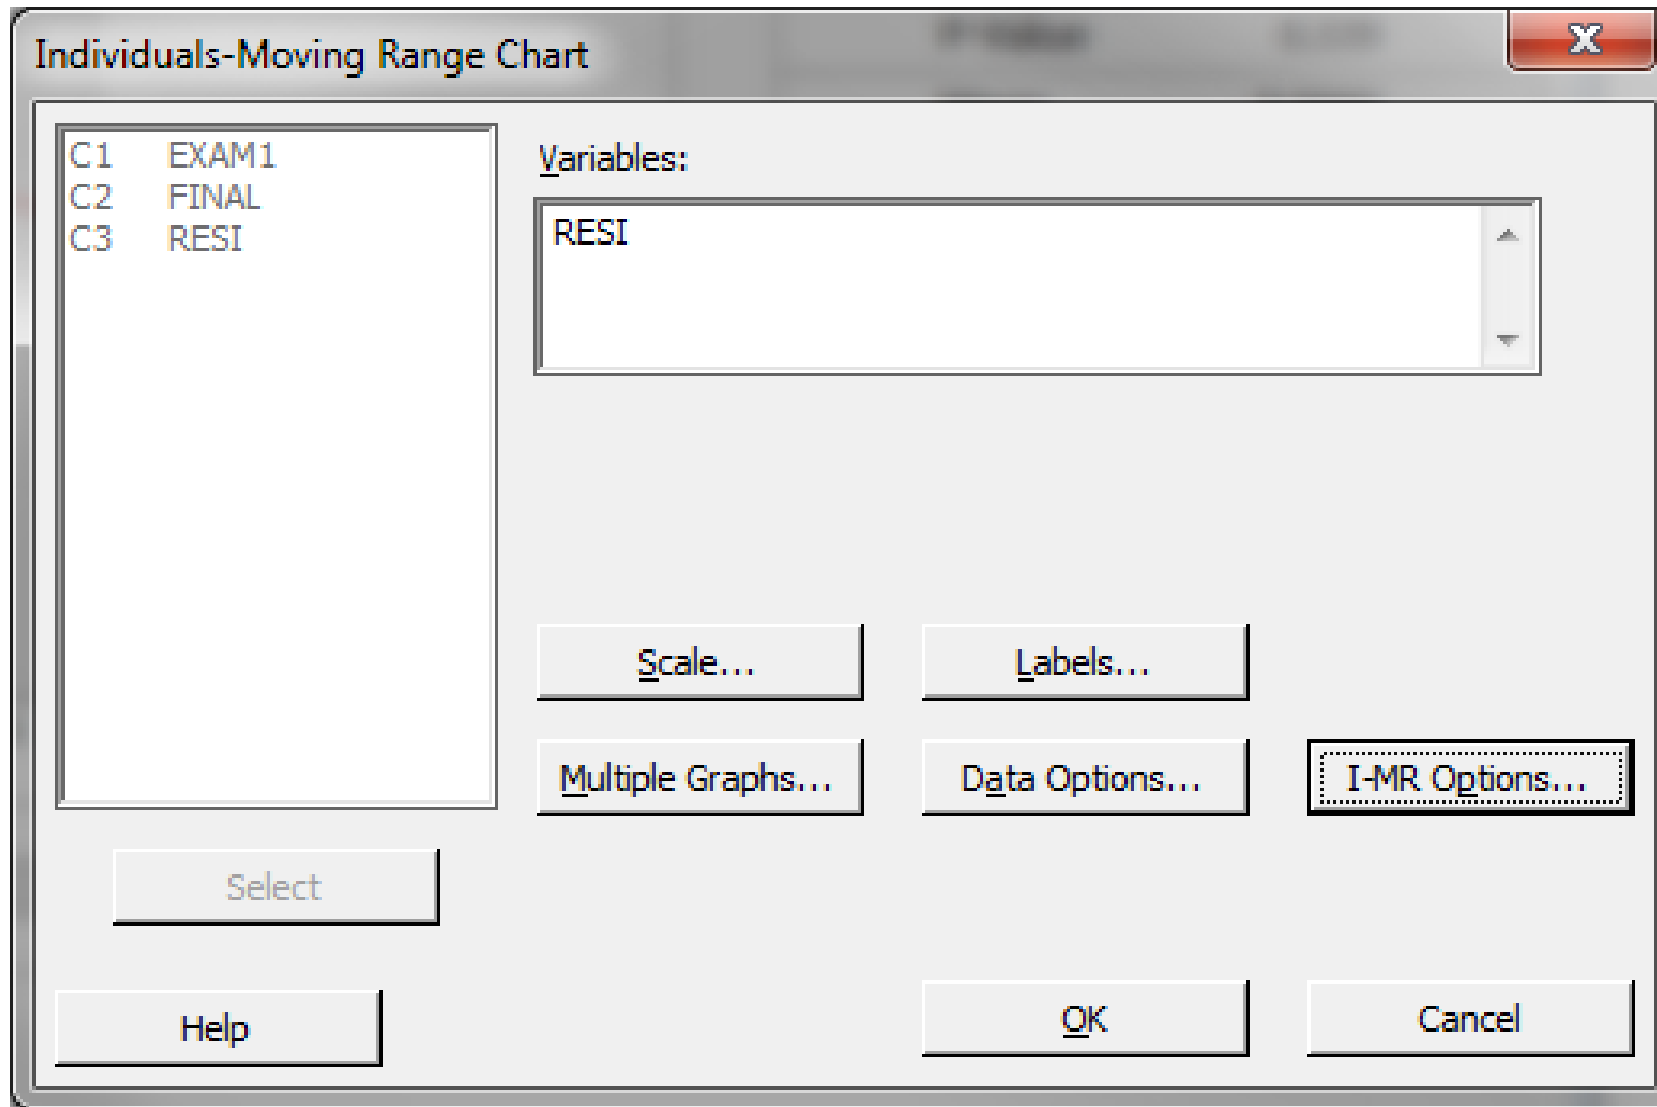 Individuals-Moving Range Chart
C1 EXAM1
C2 FINAL
C3 RESI
Variables:
RESI
Scale...
Labels...
Multiple Graphs...
Data Options...
I-MR Options...
Select
Help
OK
Cancel